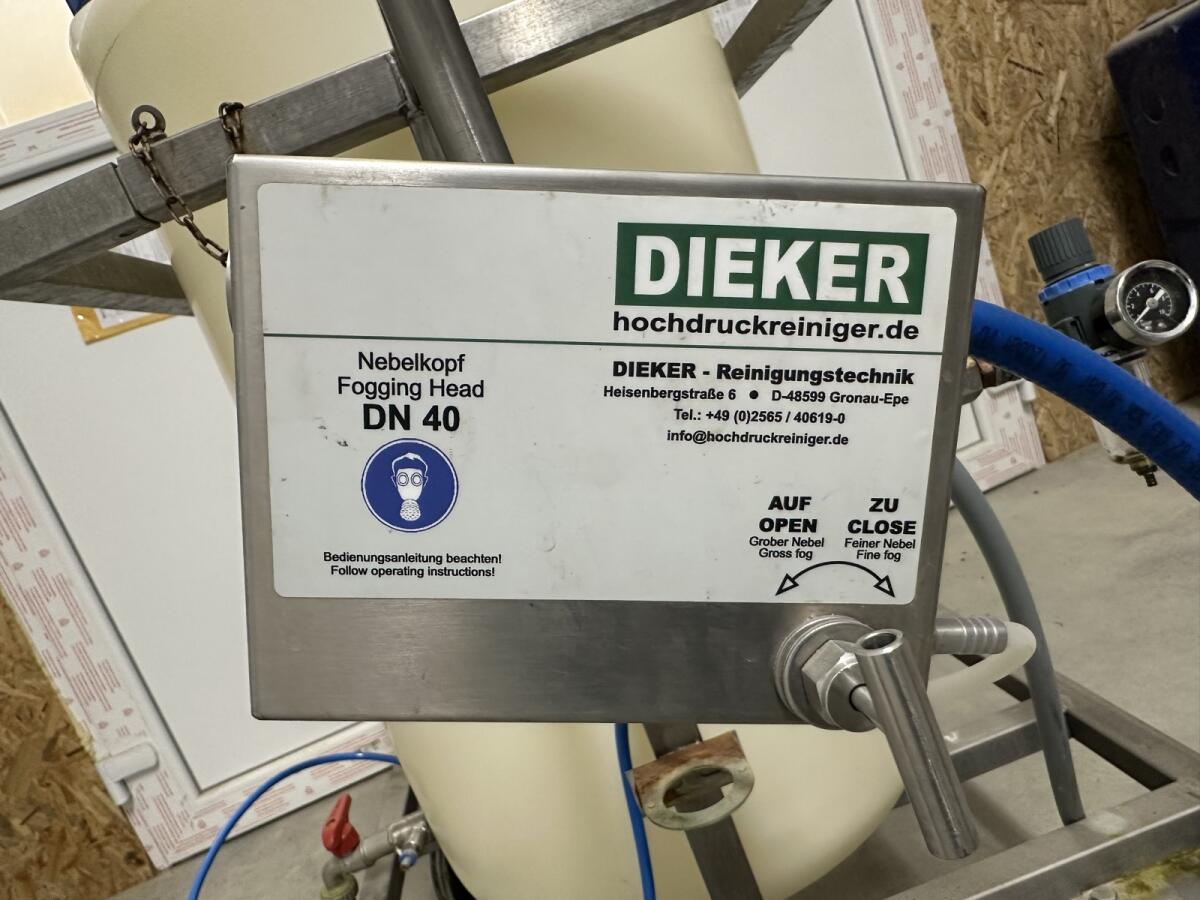 DIEKER
hochdruckreiniger.de
Nebelkopf
Fogging Head
DN 40
DIEKER - Reinigungstechnik
Heisenbergstraße 6 ● D-48599 Gronau-Epe
Tel.: +49 (0)2565 / 40619-0
info@hochdruckreiniger.de
Bedienungsanleitung beachten!
Follow operating instructions!
AUF
OPEN
Grober Nebel
Gross fog
ZU
CLOSE
Feiner Nebel
Fine fog